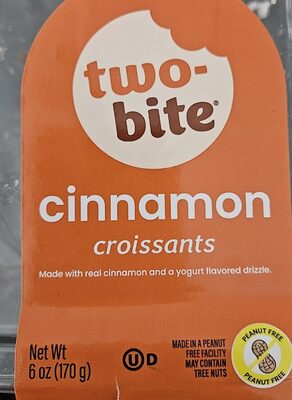 two-
bite®
cinnamon
croissants
Made with real cinnamon and a yogurt flavored drizzle.
Net Wt
6 oz (170 g)
U D
MADE IN A PEANUT
FREE FACILITY
MAY CONTAIN
TREE NUTS
PEANUT FREE
PEANUT FREE